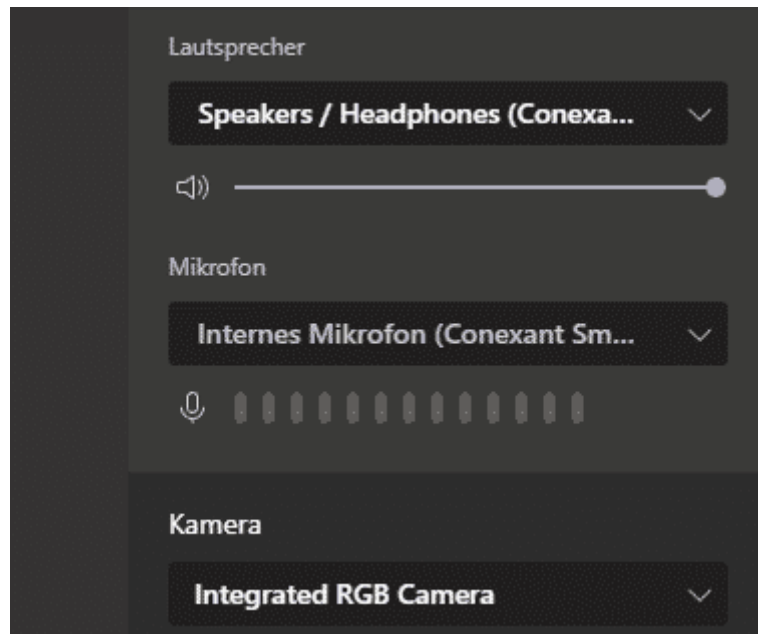 Lautsprecher
Speakers / Headphones (Conexa...
Mikrofon
Internes Mikrofon (Conexant Sm...
Kamera
Integrated RGB Camera